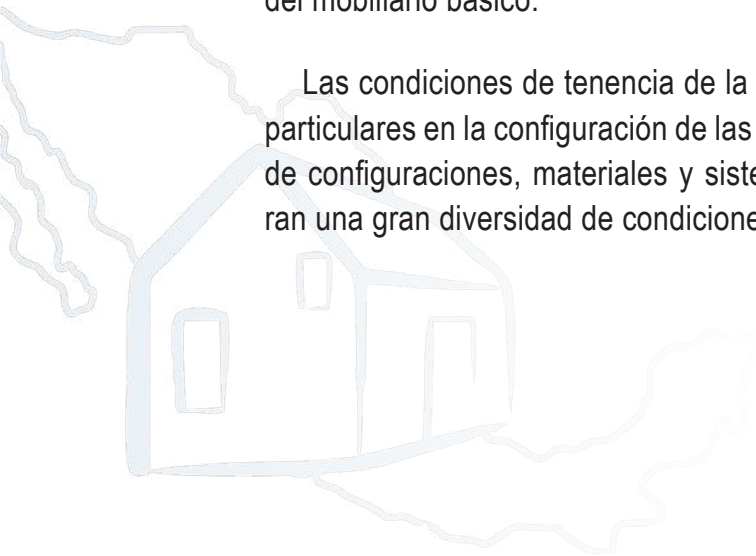 del mobiliario básico.
Las condiciones de tenencia de la
particulares en la configuración de las
de configuraciones, materiales y siste
ran una gran diversidad de condicione